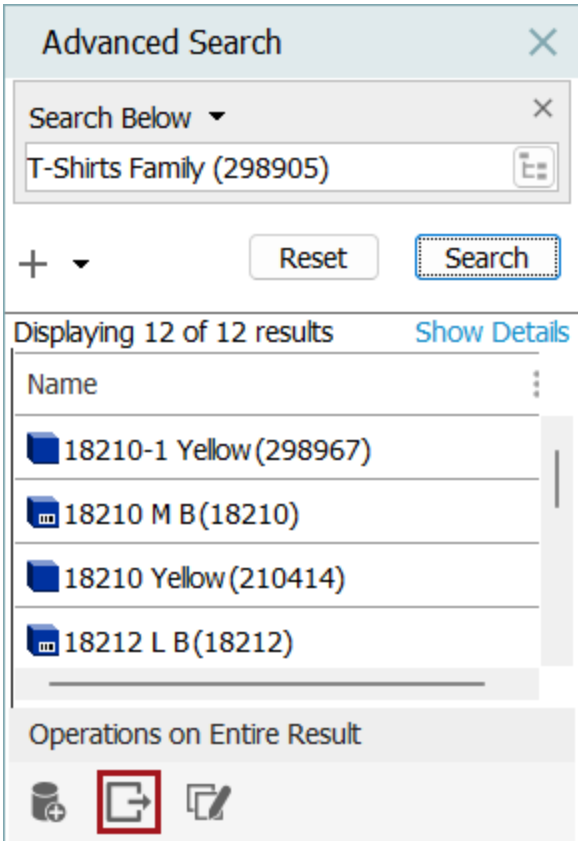 Advanced Search
Search Below
T-Shirts Family (298905)
Reset
Search
Displaying 12 of 12 results
Show Details
Name
18210-1 Yellow(298967)
18210 M B(18210)
18210 Yellow(210414)
18212 L B(18212)
Operations on Entire Result